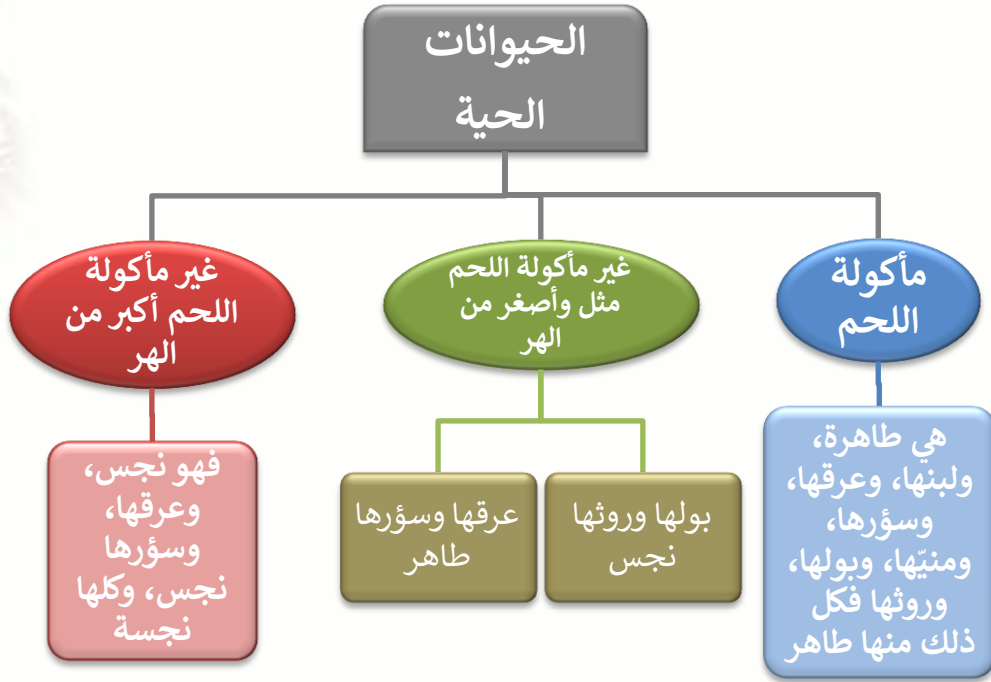 الحيوانات
الحية
مأكولة
اللحم
غير مأكولة اللحم
مثل وأصغر من
الهر
غير مأكولة
اللحم أكبر من
الهر
هي طاهرة،
ولبنها، وعرقها،
وسؤرها،
ومنيّها، وبولها،
وروثها فكل
ذلك منها طاهر
بولها وروثها
نجس
عرقها وسؤرها
طاهر
فهو نجس،
وعرقها،
وسؤرها
نجس، وكلها
نجسة